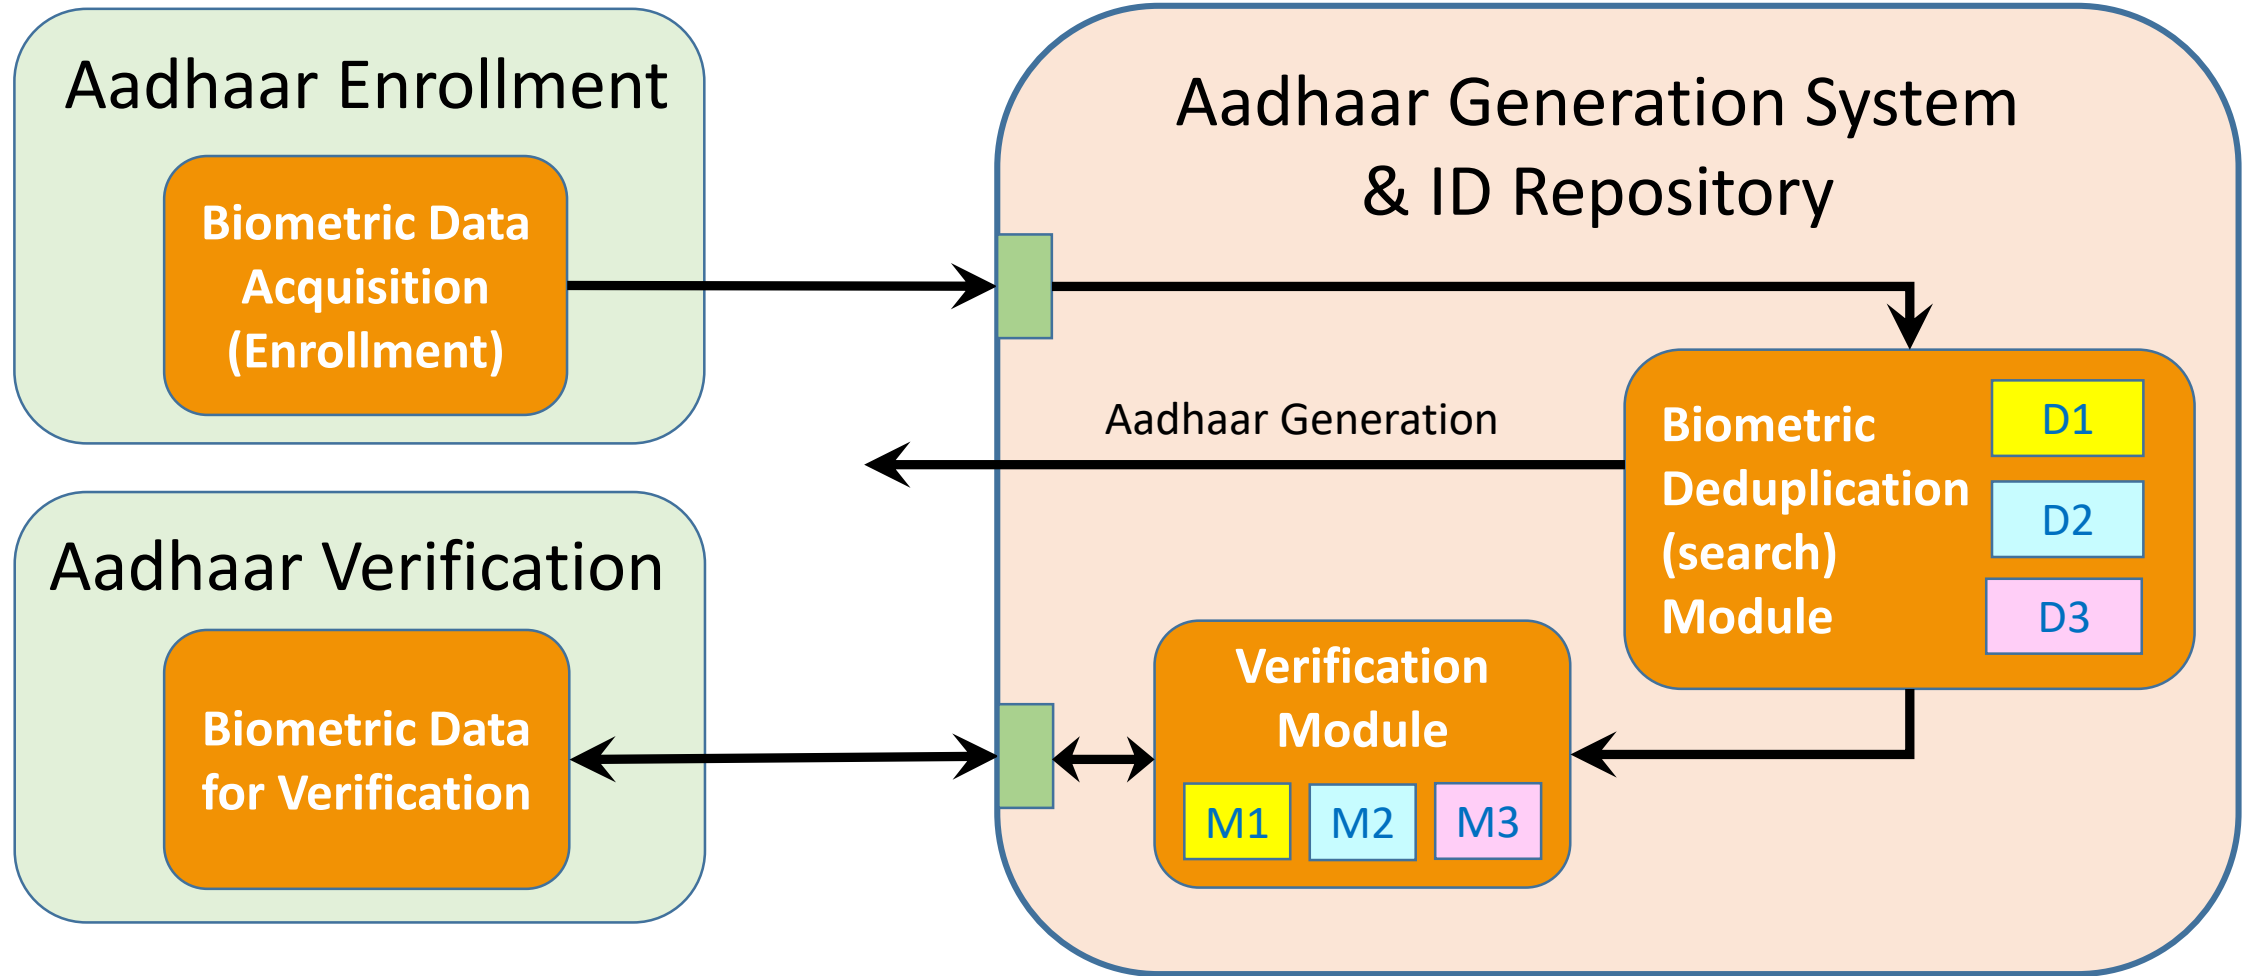 Aadhaar Enrollment
Biometric Data
Acquisition
(Enrollment)
Aadhaar Verification
Biometric Data
for Verification
Aadhaar Generation System
& ID Repository
Aadhaar Generation
Biometric
Deduplication
(search)
Module
D1
D2
D3
Verification
Module
M1 M2 M3